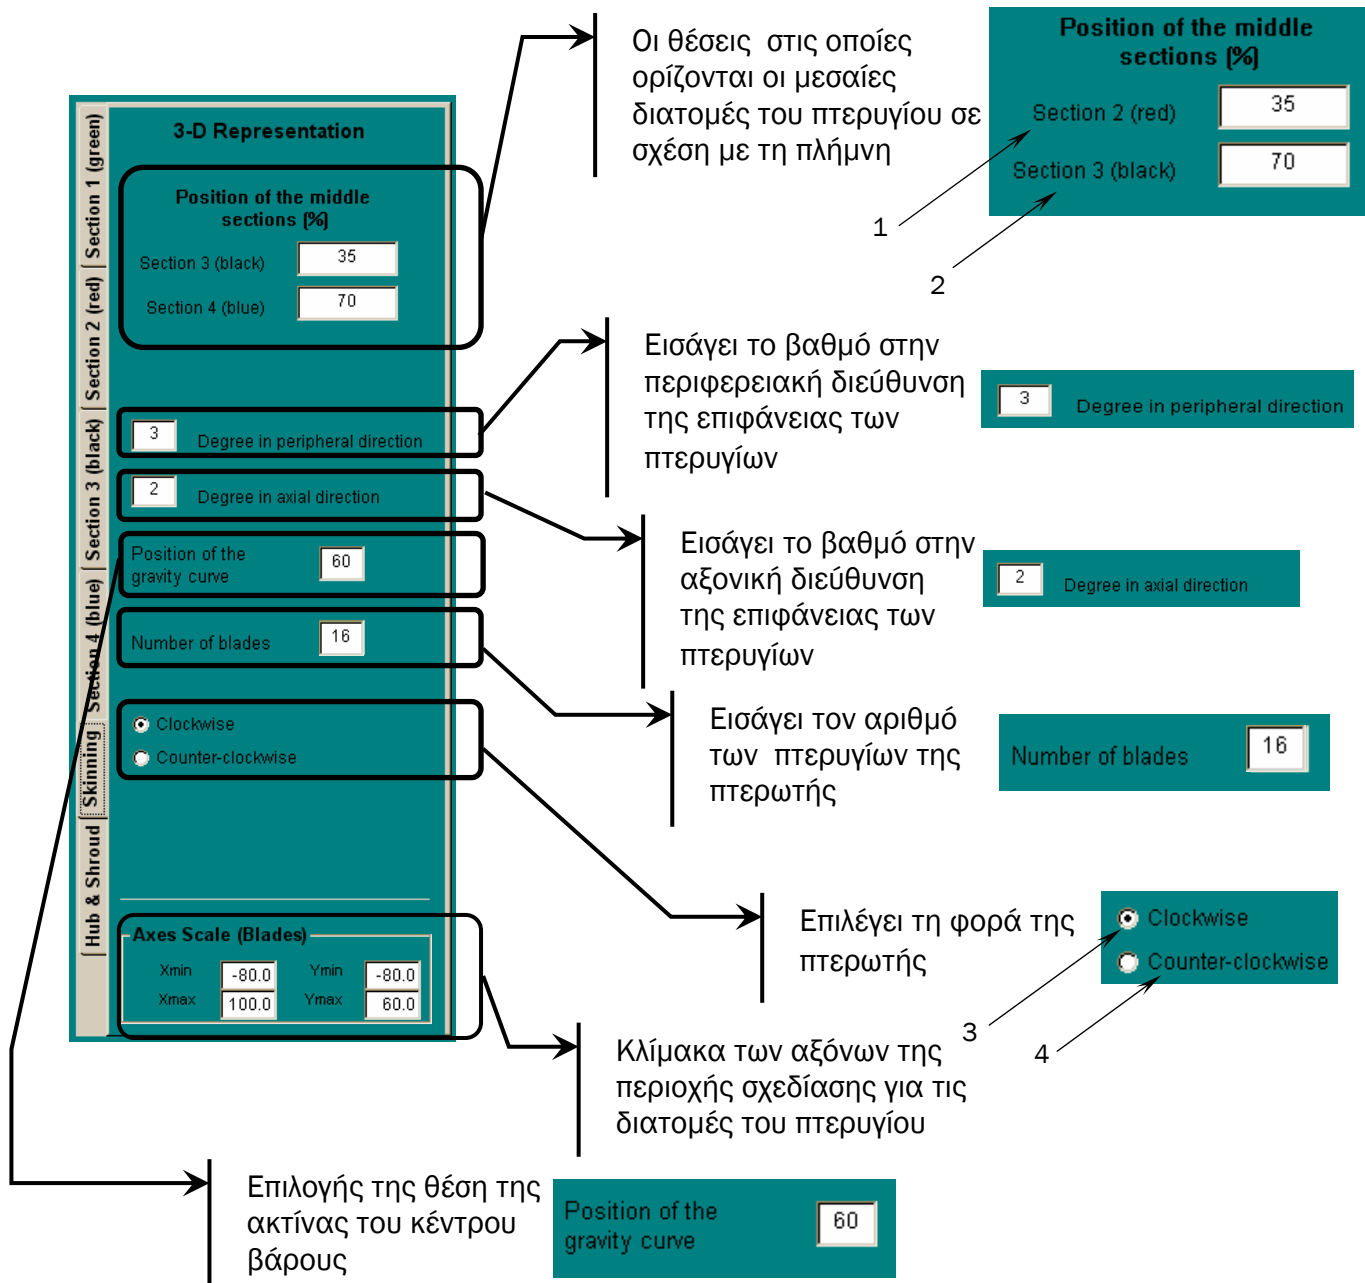 Οι θέσεις στις οποίες
ορίζονται οι μεσαίες
διατομές του πτερυγίου σε
σχέση με τη πλήμνη
Position of the middle
sections (%)
Section 2 (red) 35
Section 3 (black) 70
1
2
Section 1 (green)
Section 2 (red)
Section 3 (black)
Section 4 (blue)
Skinning
Hub & Shroud
3-D Representation
Position of the middle
sections (%)
Section 3 (black) 35
Section 4 (blue) 70
3 Degree in peripheral direction
2 Degree in axial direction
Position of the
gravity curve 60
Number of blades 16
Clockwise
Counter-clockwise
Axes Scale (Blades)
Xmin -80.0 Ymin -80.0
Xmax 100.0 Ymax 60.0
Εισάγει το βαθμό στην
περιφερειακή διεύθυνση
της επιφάνειας των
πτερυγίων
3 Degree in peripheral direction
Εισάγει το βαθμό στην
αξονική διεύθυνση
της επιφάνειας των
πτερυγίων
2 Degree in axial direction
Εισάγει τον αριθμό
των πτερυγίων της
πτερωτής
Number of blades 16
Επιλέγει τη φορά της
πτερωτής
Clockwise
Counter-clockwise
3
4
Κλίμακα των αξόνων της
περιοχής σχεδίασης για τις
διατομές του πτερυγίου
Επιλογής της θέση της
ακτίνας του κέντρου
βάρους
Position of the
gravity curve 60